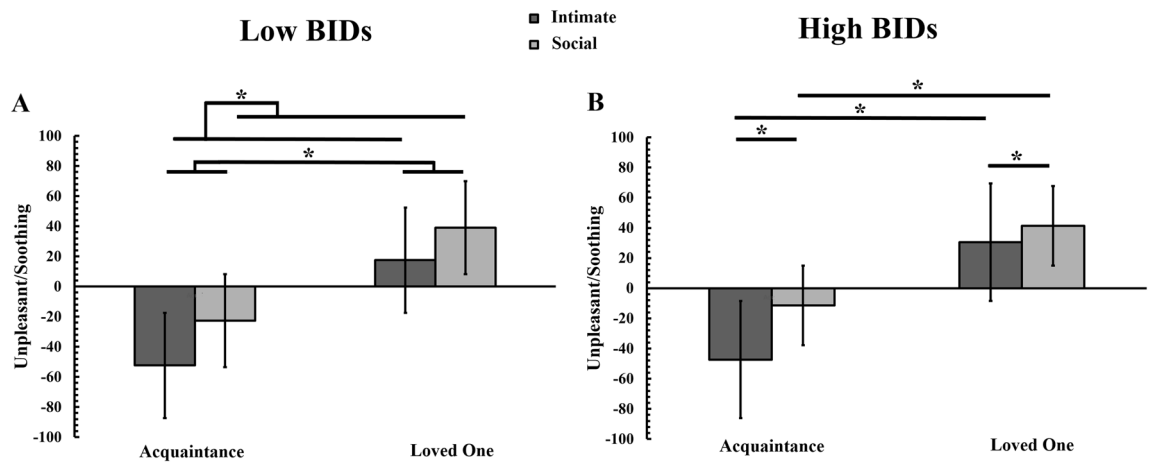 Low BIDs
Intimate
Social
High BIDs
A
*
*
100
80
60
40
20
0
-20
-40
-60
-80
-100
Unpleasant/Soothing
Acquaintance
Loved One
B
*
*
*
*
100
80
60
40
20
0
-20
-40
-60
-80
-100
Unpleasant/Soothing
Acquaintance
Loved One